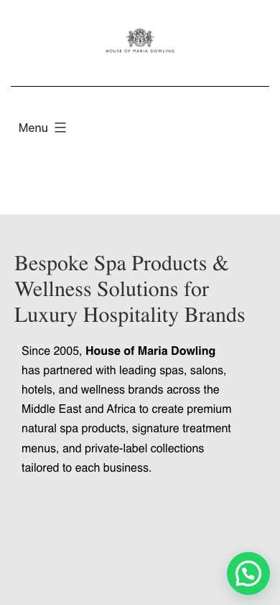 HOUSE OF MARIA DOWLING
Menu
Bespoke Spa Products &
Wellness Solutions for
Luxury Hospitality Brands
Since 2005, House of Maria Dowling
has partnered with leading spas, salons,
hotels, and wellness brands across the
Middle East and Africa to create premium
natural spa products, signature treatment
menus, and private-label collections
tailored to each business.